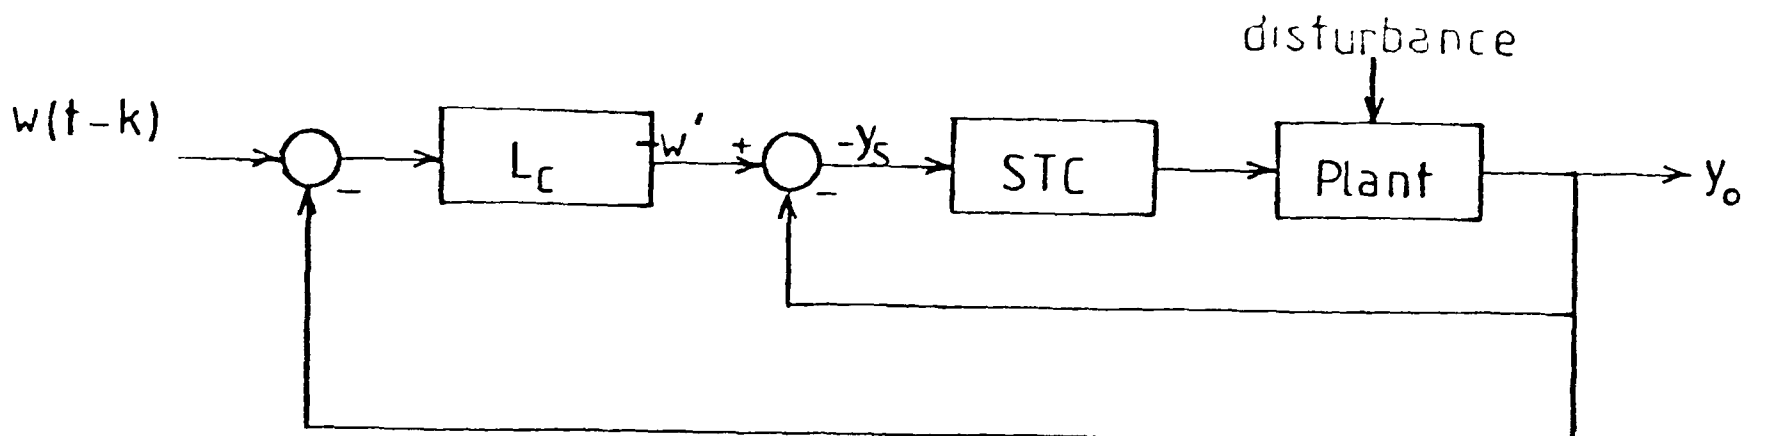 disturbance
w(t-k)
L_C
w'
+
-y_s
STC
Plant
y_o
-
-